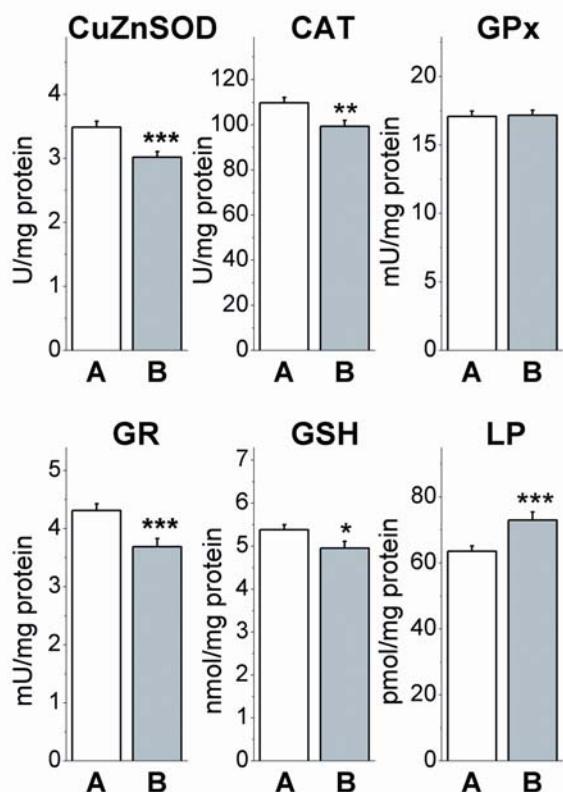 CuZnSOD CAT GPx
U/mg protein
4
3
2
1
0
***
A B
U/mg protein
120
100
80
60
40
20
0
**
A B
mU/mg protein
20
15
10
5
0
A B
GR GSH LP
mU/mg protein
5
4
3
2
1
0
***
A B
nmol/mg protein
7
6
5
4
3
2
1
0
*
A B
pmol/mg protein
80
60
40
20
0
***
A B